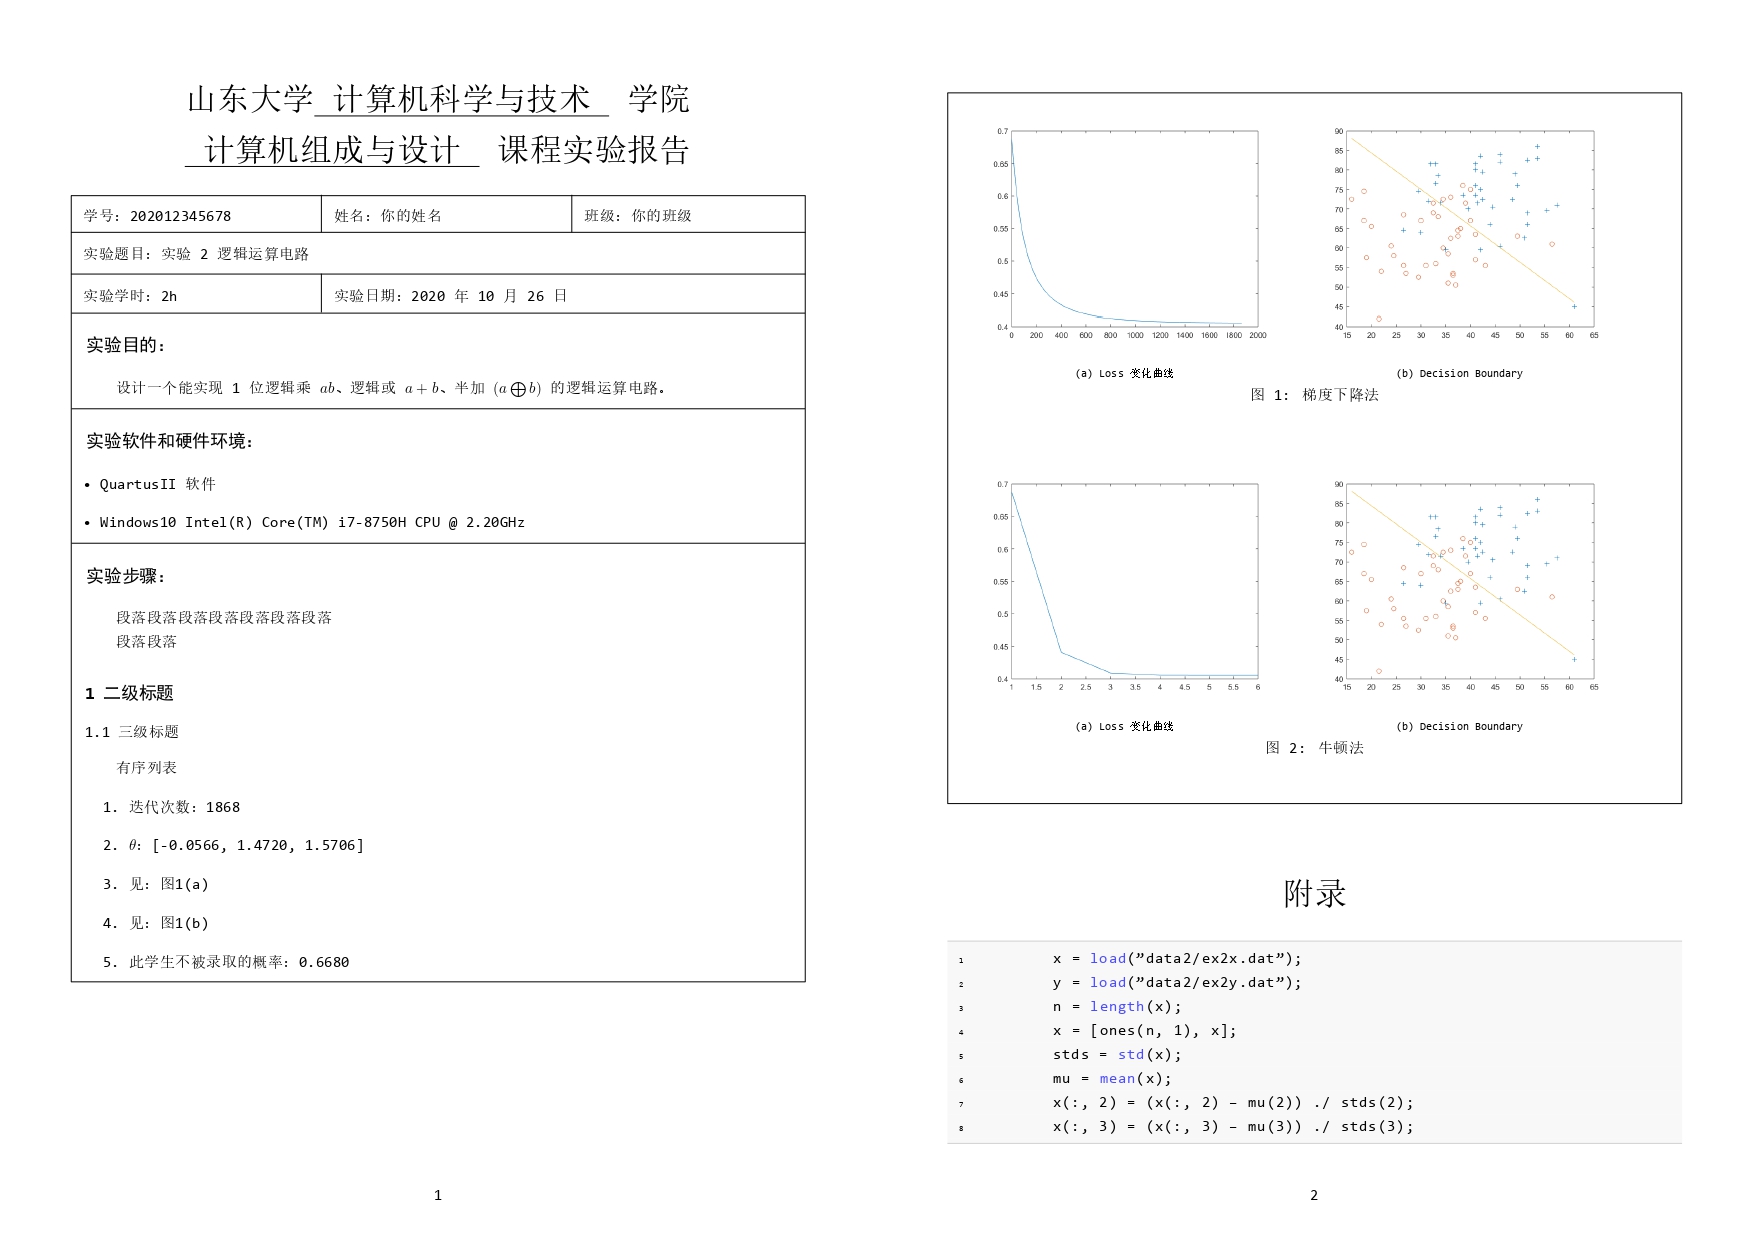 山东大学 计算机科学与技术 学院
计算机组成与设计 课程实验报告
学号：202012345678 姓名：你的姓名 班级：你的班级
实验题目：实验 2 逻辑运算电路
实验学时：2h 实验日期：2020 年 10 月 26 日
实验目的：
设计一个能实现 1 位逻辑乘 ab、逻辑或 a + b、半加 (a⨁b) 的逻辑运算电路。
实验软件和硬件环境：
• QuartusII 软件
• Windows10 Intel(R) Core(TM) i7-8750H CPU @ 2.20GHz
实验步骤：
段落段落段落段落段落段落段落
段落段落
1 二级标题
1.1 三级标题
有序列表
1. 迭代次数：1868
2. θ：[-0.0566, 1.4720, 1.5706]
3. 见：图1(a)
4. 见：图1(b)
5. 此学生不被录取的概率：0.6680
1
0.7
0.65
0.6
0.55
0.5
0.45
0.4
0 200 400 600 800 1000 1200 1400 1600 1800 2000
90
85
80
75
70
65
60
55
50
45
40
15 20 25 30 35 40 45 50 55 60 65
(a) Loss 变化曲线 (b) Decision Boundary
图 1: 梯度下降法
0.7
0.65
0.6
0.55
0.5
0.45
0.4
1 1.5 2 2.5 3 3.5 4 4.5 5 5.5 6
90
85
80
75
70
65
60
55
50
45
40
15 20 25 30 35 40 45 50 55 60 65
(a) Loss 变化曲线 (b) Decision Boundary
图 2: 牛顿法
附录
1 x = load(”data2/ex2x.dat”);
2 y = load(”data2/ex2y.dat”);
3 n = length(x);
4 x = [ones(n, 1), x];
5 stds = std(x);
6 mu = mean(x);
7 x(:, 2) = (x(:, 2) – mu(2)) ./ stds(2);
8 x(:, 3) = (x(:, 3) – mu(3)) ./ stds(3);
2